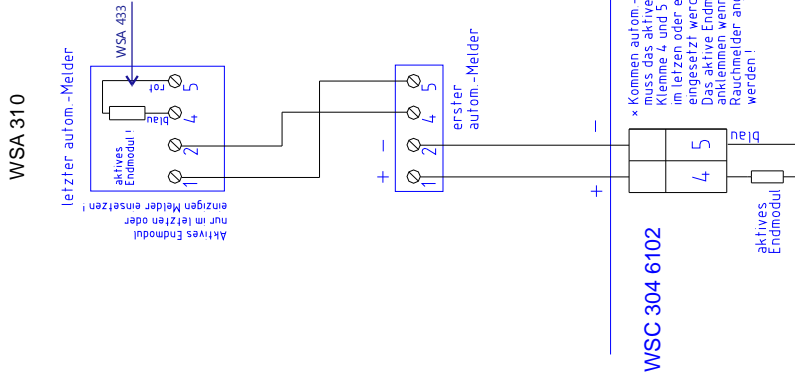 WSA 310
letzter autom.-Melder
WSA 433
aktives
Endmodul !
blau
rot
1
2
4
5
Aktives Endmodul
nur im letzten oder
einzigen Melder einsetzen !
erster
autom.-Melder
+
-
1
2
4
5
+
-
WSC 304 6102
4
5
blau
aktives
Endmodul
× Kommen autom.-
muss das aktive
Klemme 4 und 5
im letzen oder e
eingesetzt werd
Das aktive Endm
anklemmen wenn
Rauchmelder and
werden !